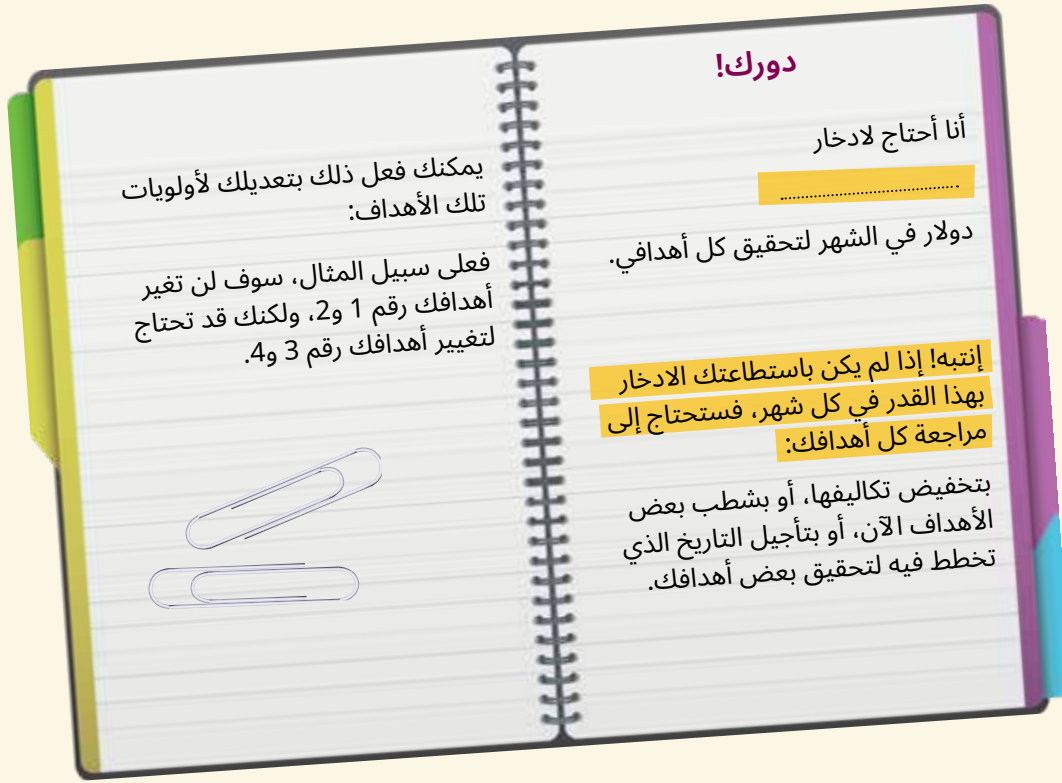 دورك!
أنا أحتاج لادخار
........................................
دولار في الشهر لتحقيق كل أهدافي.
إنتبه! إذا لم يكن باستطاعتك الادخار
بهذا القدر في كل شهر، فستحتاج إلى
مراجعة كل أهدافك:
بتخفيض تكاليفها، أو بشطب بعض
الأهداف الآن، أو بتأجيل التاريخ الذي
تخطط فيه لتحقيق بعض أهدافك.
يمكنك فعل ذلك بتعديلك لأولويات
تلك الأهداف:
فعلى سبيل المثال، سوف لن تغير
أهدافك رقم 1 و2، ولكنك قد تحتاج
لتغيير أهدافك رقم 3 و4.